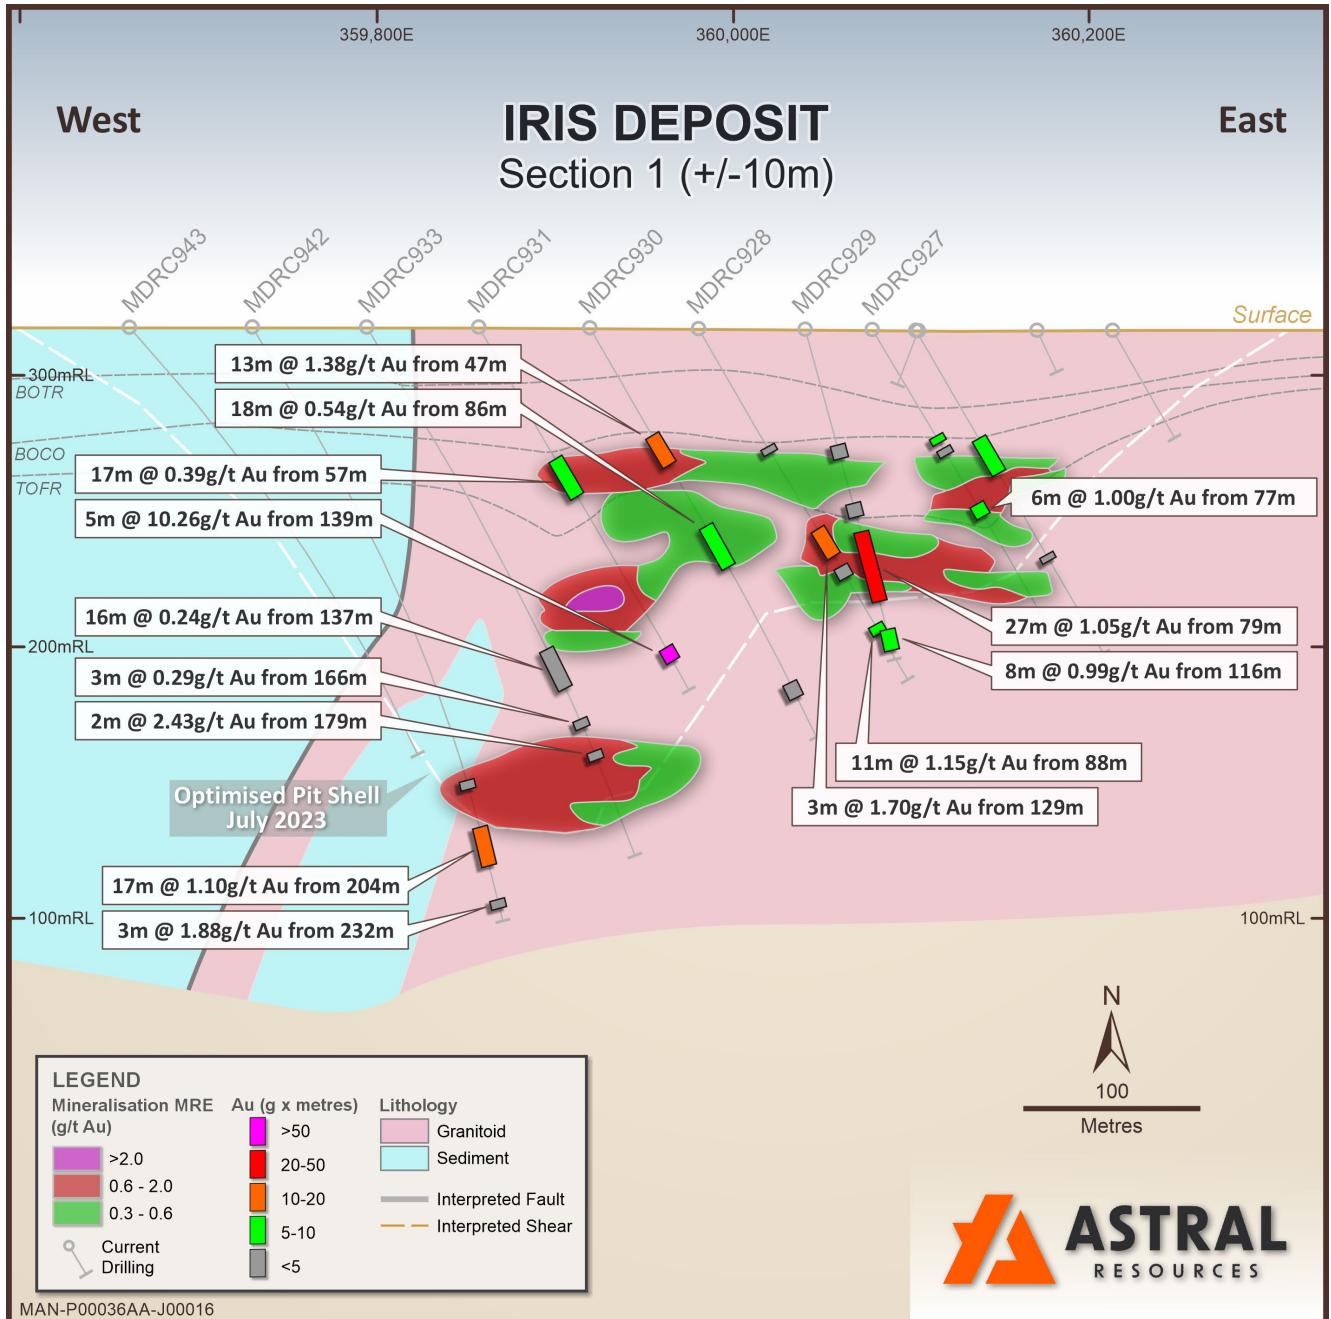 359,800E
360,000E
360,200E
West
IRIS DEPOSIT
East
Section 1 (+/-10m)
MDRC943
MDRC942
MDRC933
MDRC931
MDRC930
MDRC928
MDRC929
MDRC927
Surface
13m @ 1.38g/t Au from 47m
300mRL
BOTR
18m @ 0.54g/t Au from 86m
BOCO
17m @ 0.39g/t Au from 57m
TOFR
6m @ 1.00g/t Au from 77m
5m @ 10.26g/t Au from 139m
16m @ 0.24g/t Au from 137m
27m @ 1.05g/t Au from 79m
200mRL
3m @ 0.29g/t Au from 166m
8m @ 0.99g/t Au from 116m
2m @ 2.43g/t Au from 179m
11m @ 1.15g/t Au from 88m
Optimised Pit Shell
July 2023
3m @ 1.70g/t Au from 129m
17m @ 1.10g/t Au from 204m
100mRL
100mRL
3m @ 1.88g/t Au from 232m
N
100
Metres
LEGEND
Mineralisation MRE
(g/t Au)
>2.0
0.6 - 2.0
0.3 - 0.6
Current
Drilling
Au (g x metres)
>50
20-50
10-20
5-10
<5
Lithology
Granitoid
Sediment
Interpreted Fault
Interpreted Shear
ASTRAL
RESOURCES
MAN-P00036AA-J00016